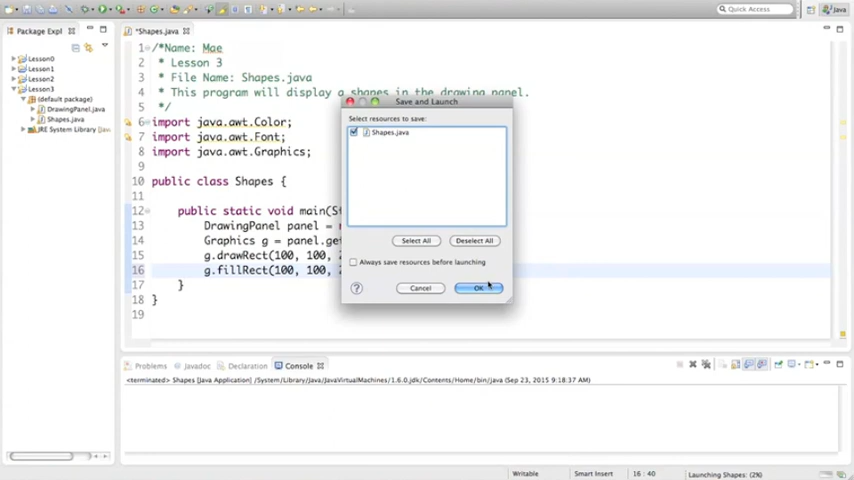 Quick Access
Java
Package Expl
*Shapes.java
Lesson0
Lesson1
Lesson2
Lesson3
(default package)
DrawingPanel.java
Shapes.java
JRE System Library [Jav
1 /*Name: Mae
2 * Lesson 3
3 * File Name: Shapes.java
4 * This program will display a shapes in the drawing panel.
5 */
6 import java.awt.Color;
7 import java.awt.Font;
8 import java.awt.Graphics;
9
10 public class Shapes {
11
12 public static void main(St
13 DrawingPanel panel =
14 Graphics g = panel.get
15 g.drawRect(100, 100, 2
16 g.fillRect(100, 100, 2
17 }
18 }
19
Save and Launch
Select resources to save:
Shapes.java
Select All
Deselect All
Always save resources before launching
?
Cancel
OK
Problems
Javadoc
Declaration
Console
<terminated> Shapes [Java Application] /System/Library/Java/JavaVirtualMachines/1.6.0.jdk/Contents/Home/bin/java (Sep 23, 2015 9:18:37 AM)
Writable
Smart Insert
16 : 40
Launching Shapes: (2%)